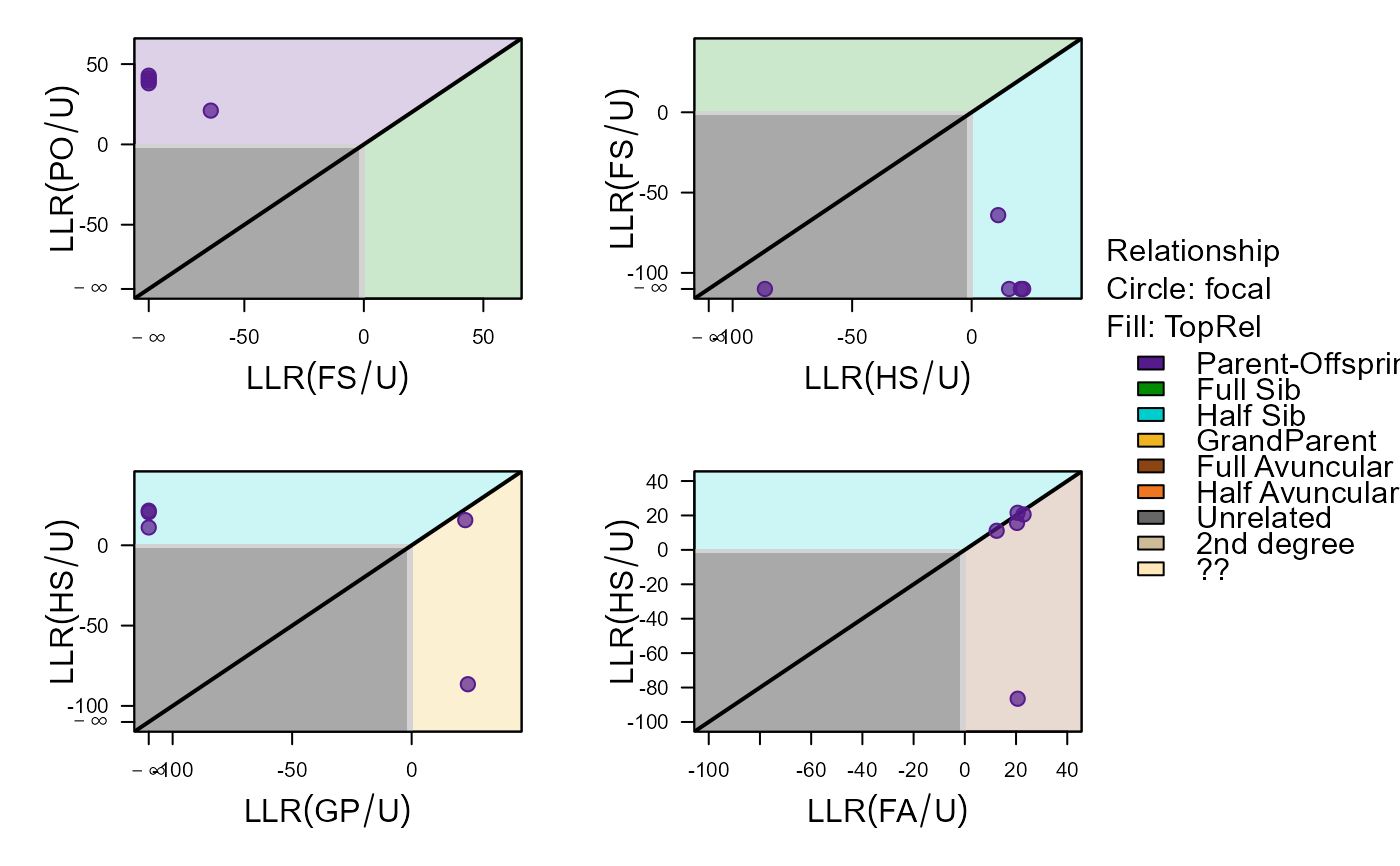 50
0
-50
− ∞
LLR(PO/U)
− ∞
-50
0
50
LLR(FS/U)
0
-50
-100
− ∞
LLR(FS/U)
− ∞
-100
-50
0
LLR(HS/U)
Relationship
Circle: focal
Fill: TopRel
Parent-Offsprin
Full Sib
Half Sib
GrandParent
Full Avuncular
Half Avuncular
Unrelated
2nd degree
??
0
-50
-100
− ∞
LLR(HS/U)
− ∞
-100
-50
0
LLR(GP/U)
40
20
0
-20
-40
-60
-80
-100
LLR(HS/U)
-100
-60
-40
-20
0
20
40
LLR(FA/U)